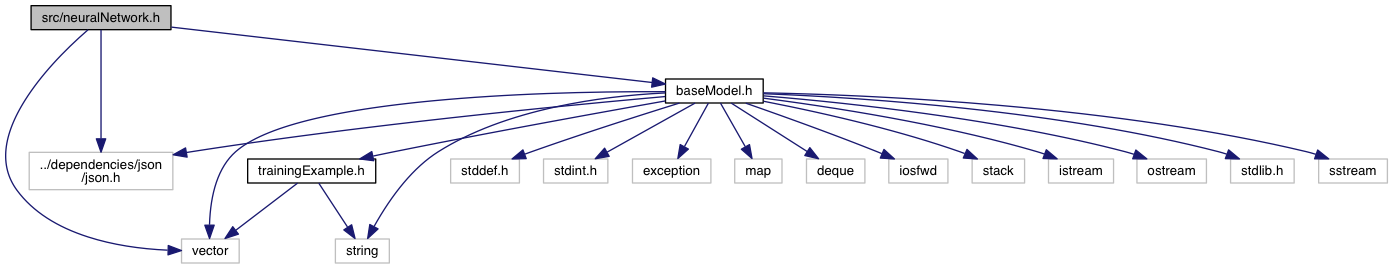 src/neuralNetwork.h
baseModel.h
../dependencies/json
/json.h
trainingExample.h
stddef.h
stdint.h
exception
map
deque
iosfwd
stack
istream
ostream
stdlib.h
sstream
vector
string